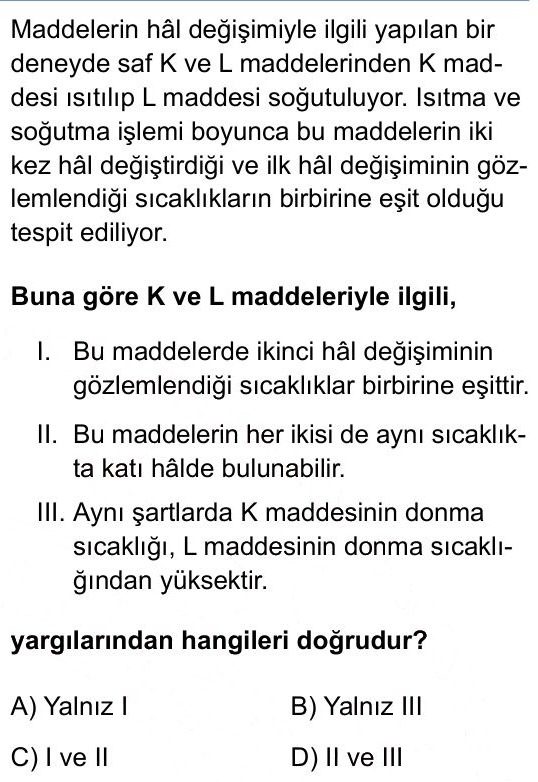 Maddelerin hâl değişimiyle ilgili yapılan bir
deneyde saf K ve L maddelerinden K mad-
desi ısıtılıp L maddesi soğutuluyor. Isıtma ve
soğutma işlemi boyunca bu maddelerin iki
kez hâl değiştirdiği ve ilk hâl değişiminin göz-
lemlendiği sıcaklıkların birbirine eşit olduğu
tespit ediliyor.
Buna göre K ve L maddeleriyle ilgili,
I. Bu maddelerde ikinci hâl değişiminin
gözlemlendiği sıcaklıklar birbirine eşittir.
II. Bu maddelerin her ikisi de aynı sıcaklık-
ta katı hâlde bulunabilir.
III. Aynı şartlarda K maddesinin donma
sıcaklığı, L maddesinin donma sıcaklı-
ğından yüksektir.
yargılarından hangileri doğrudur?
A) Yalnız I B) Yalnız III
C) I ve II D) II ve III